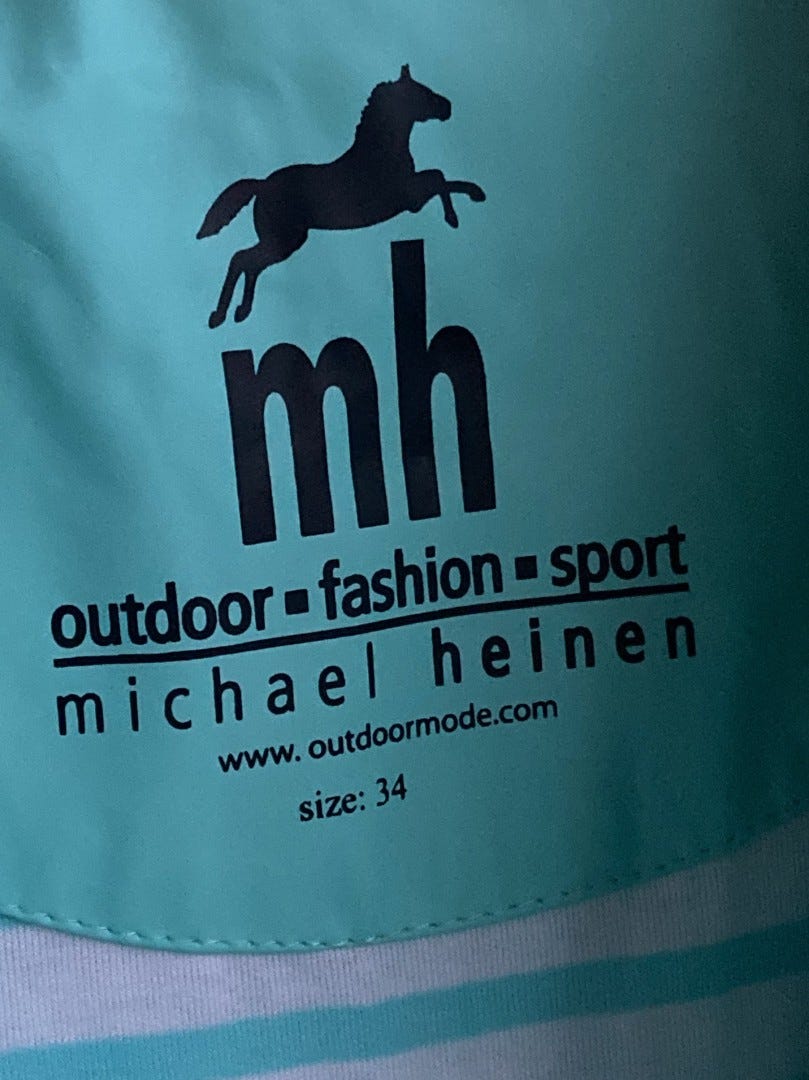 mh
outdoor ▪ fashion ▪ sport
michael heinen
www. outdoormode.com
size: 34